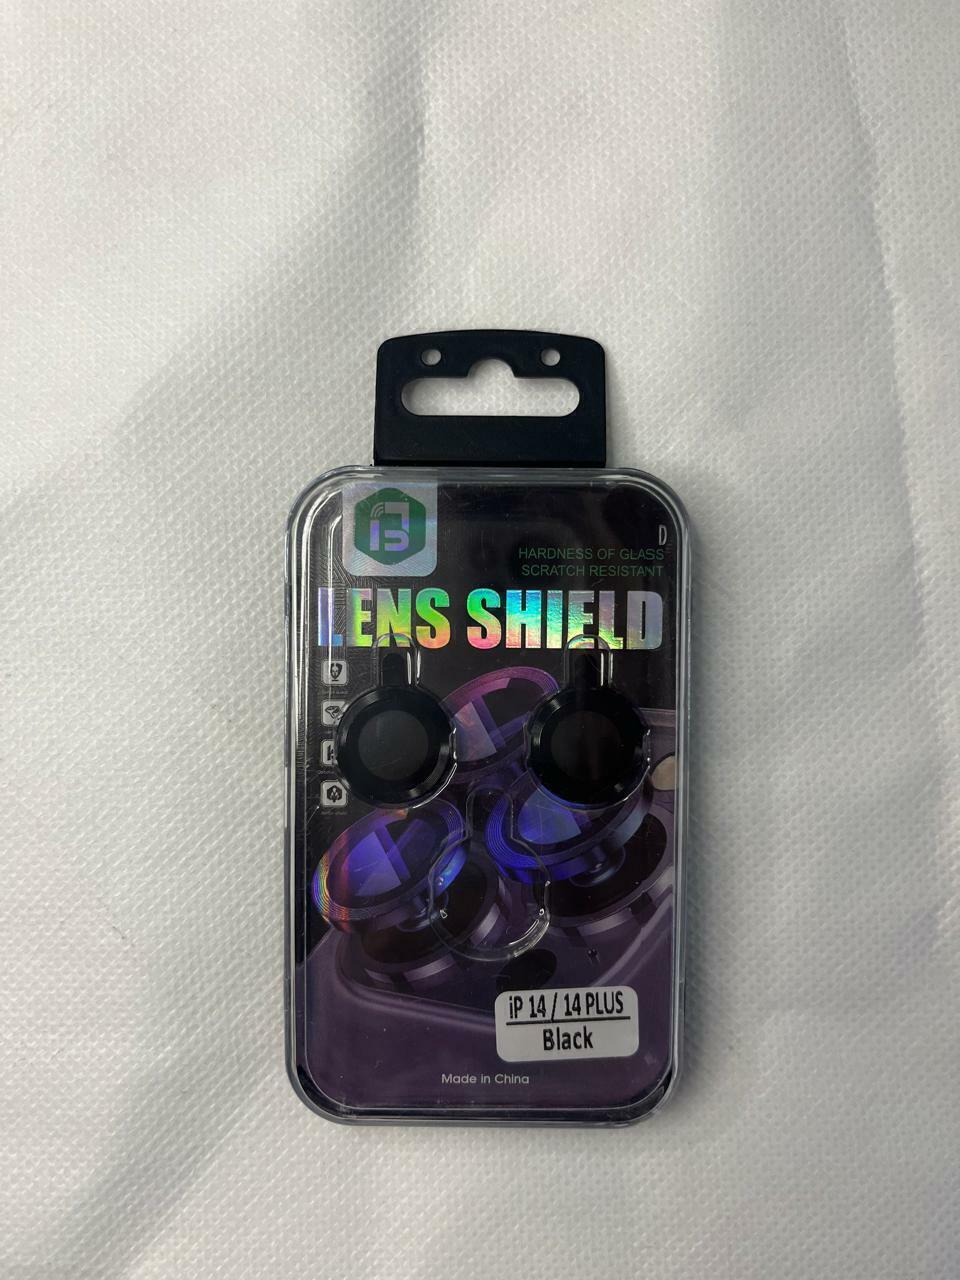 D
HARDNESS OF GLASS
SCRATCH RESISTANT
LENS SHIELD
iP 14 / 14 PLUS
Black
Made in China